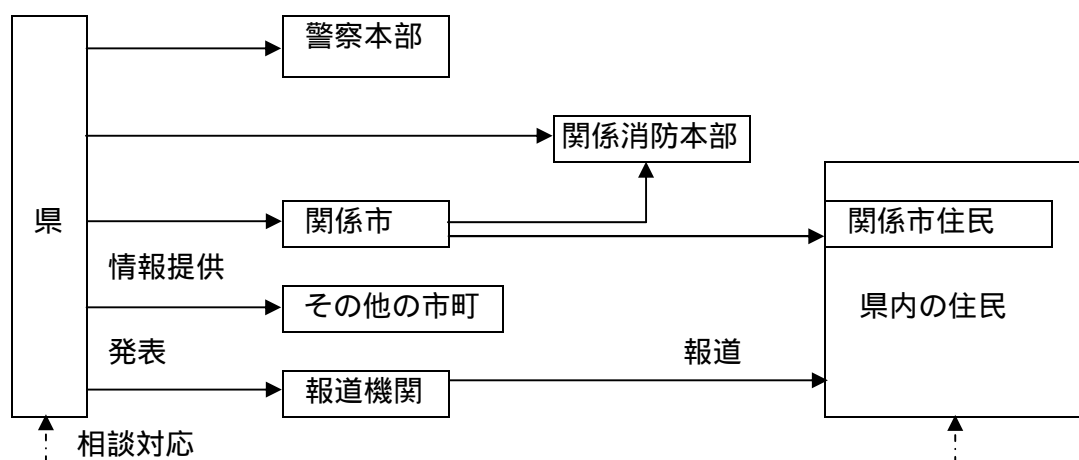 警察本部
関係消防本部
県
関係市
関係市住民
情報提供
その他の市町
県内の住民
発表
報道
報道機関
相談対応